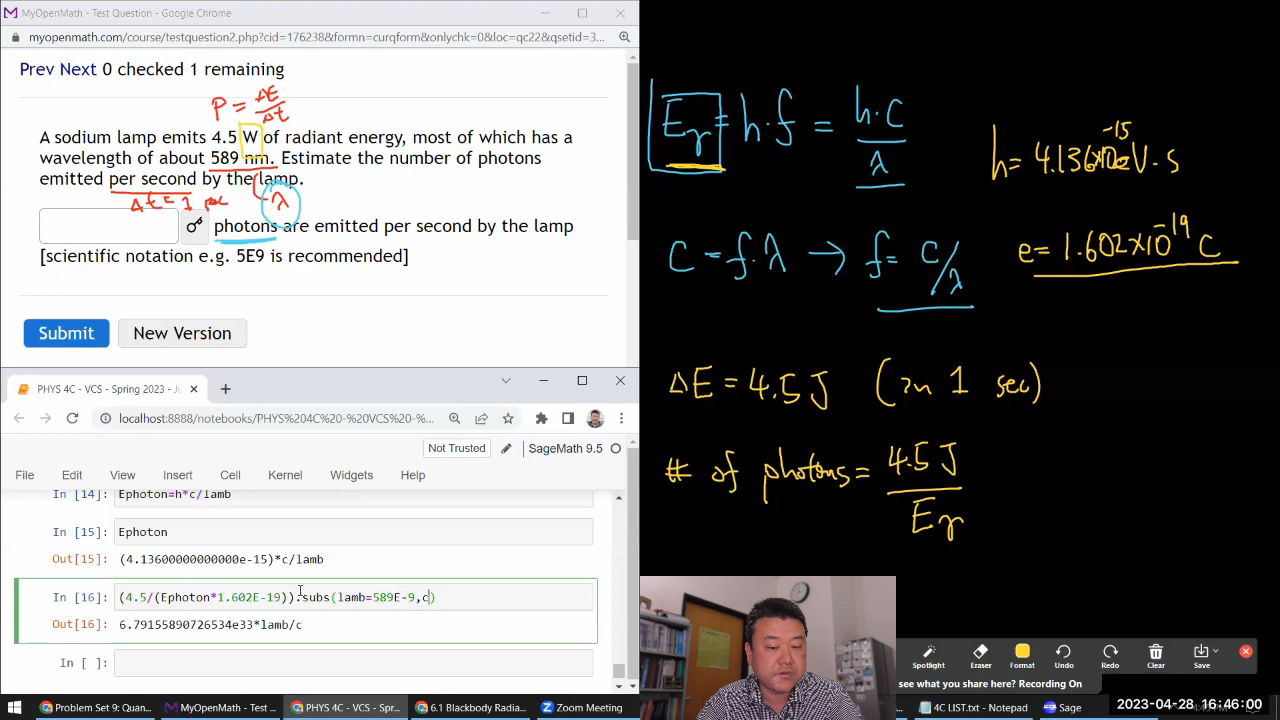 MyOpenMath - Test Question - Google Chrome
myopenmath.com/course/testquestion2.php?cid=176238&formn=curqform&onlychk=0&loc=qc22&qsetid=3...
Prev Next 0 checked 1 remaining
P = ΔE/Δt
A sodium lamp emits 4.5 W of radiant energy, most of which has a
wavelength of about 589 nm. Estimate the number of photons
emitted per second by the lamp.
Δt = 1 sec
λ
photons are emitted per second by the lamp
[scientific notation e.g. 5E9 is recommended]
Submit
New Version
Eγ = h·f = h·c/λ
h= 4.136×10^-15 eV·s
c = f·λ → f= c/λ
e= 1.602×10^-19 C
ΔE = 4.5 J (in 1 sec)
# of photons = 4.5 J/Eγ
PHYS 4C - VCS - Spring 2023 - Ju
localhost:8888/notebooks/PHYS%204C%20-%20VCS%20-%...
Not Trusted
SageMath 9.5
File Edit View Insert Cell Kernel Widgets Help
In [14]: Ephoton=h*c/lamb
In [15]: Ephoton
Out[15]: (4.13600000000000e-15)*c/lamb
In [16]: (4.5/(Ephoton*1.602E-19)).subs(lamb=589E-9,c)
Out[16]: 6.79155890726534e33*lamb/c
In [ ]:
Spotlight Eraser Format Undo Redo Clear Save
see what you share here? Recording On
Problem Set 9: Quan...
MyOpenMath - Test ...
PHYS 4C - VCS - Spr...
6.1 Blackbody Radia...
Zoom Meeting
4C LIST.txt - Notepad
Sage
2023-04-28 16:46:00